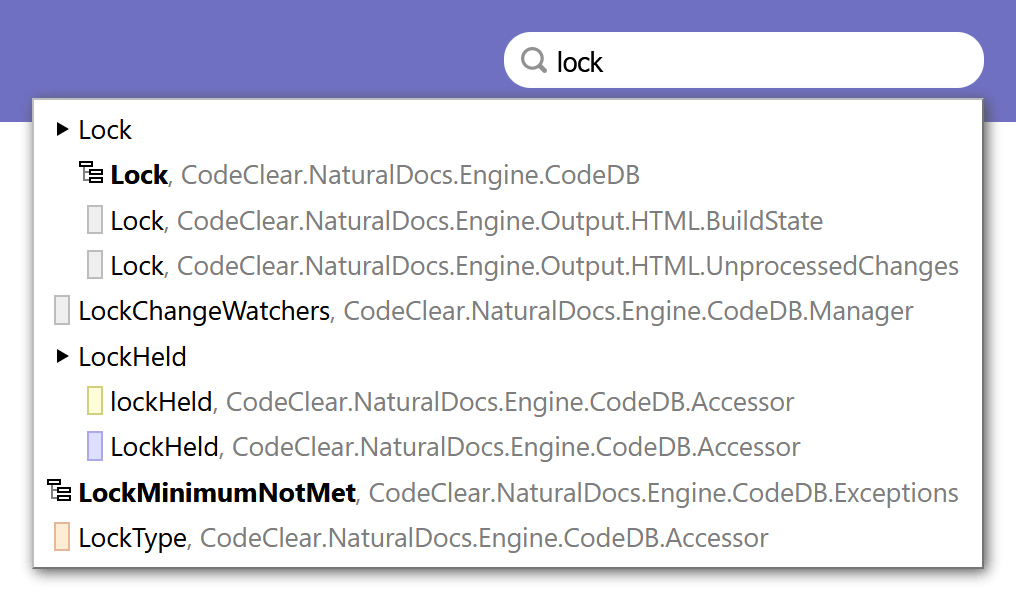 lock
Lock
Lock, CodeClear.NaturalDocs.Engine.CodeDB
Lock, CodeClear.NaturalDocs.Engine.Output.HTML.BuildState
Lock, CodeClear.NaturalDocs.Engine.Output.HTML.UnprocessedChanges
LockChangeWatchers, CodeClear.NaturalDocs.Engine.CodeDB.Manager
LockHeld
lockHeld, CodeClear.NaturalDocs.Engine.CodeDB.Accessor
LockHeld, CodeClear.NaturalDocs.Engine.CodeDB.Accessor
LockMinimumNotMet, CodeClear.NaturalDocs.Engine.CodeDB.Exceptions
LockType, CodeClear.NaturalDocs.Engine.CodeDB.Accessor